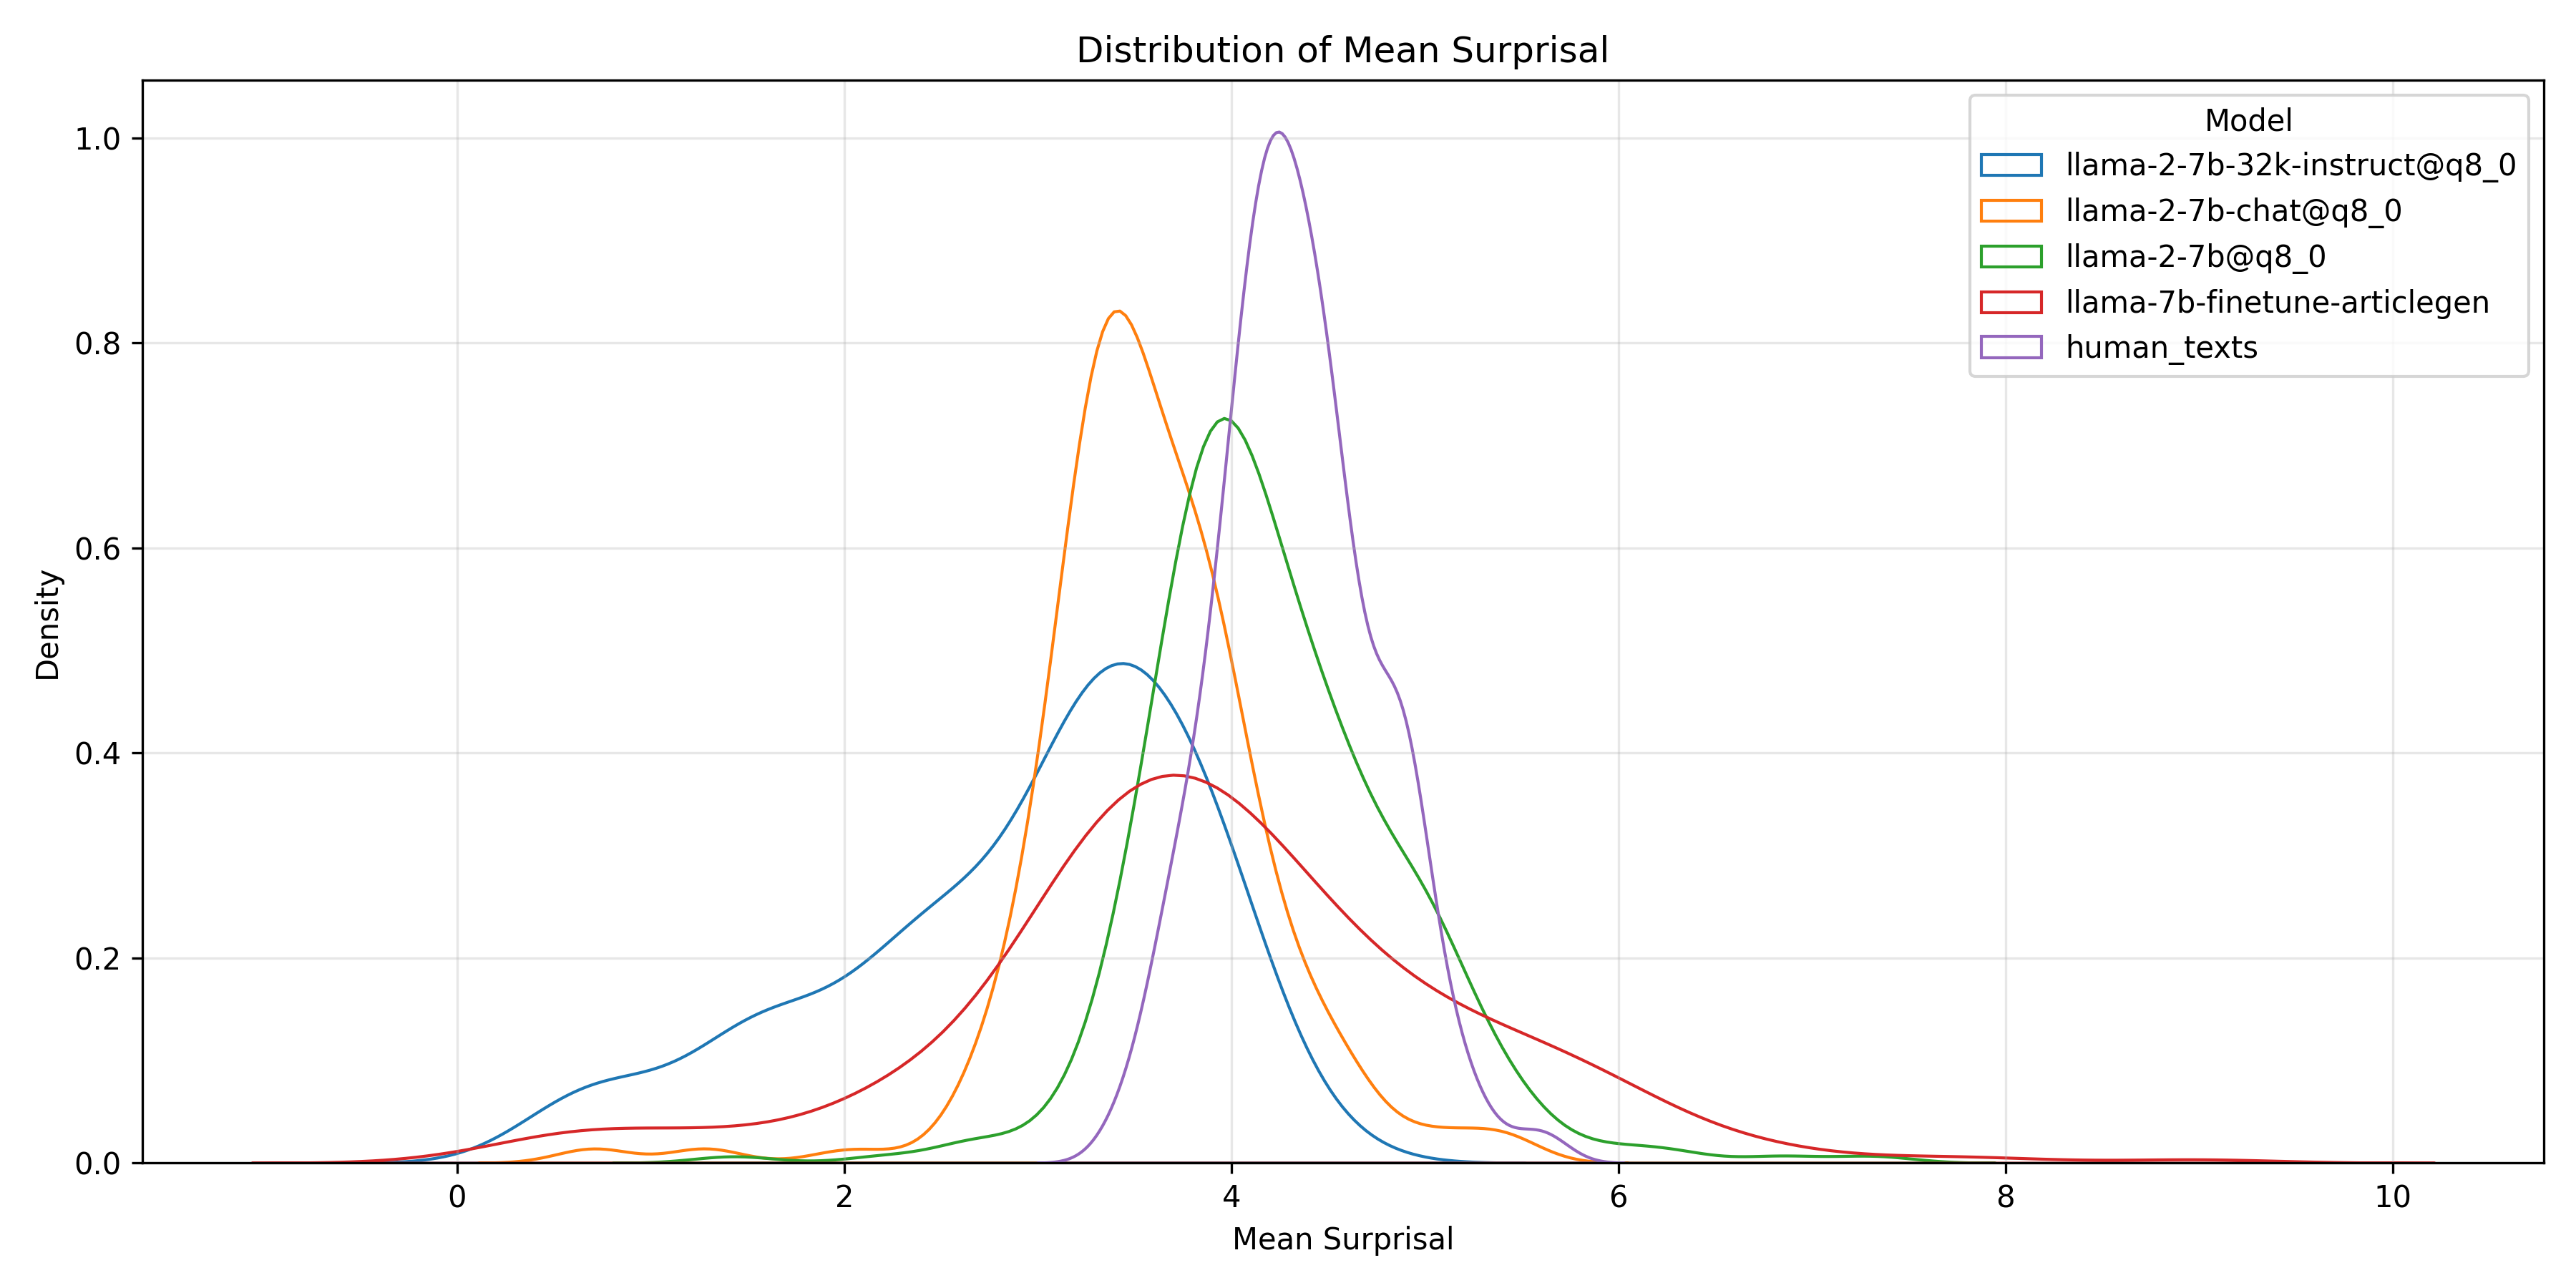 Distribution of Mean Surprisal
Model
llama-2-7b-32k-instruct@q8_0
llama-2-7b-chat@q8_0
llama-2-7b@q8_0
llama-7b-finetune-articlegen
human_texts
Density
1.0
0.8
0.6
0.4
0.2
0.0
0 2 4 6 8 10
Mean Surprisal